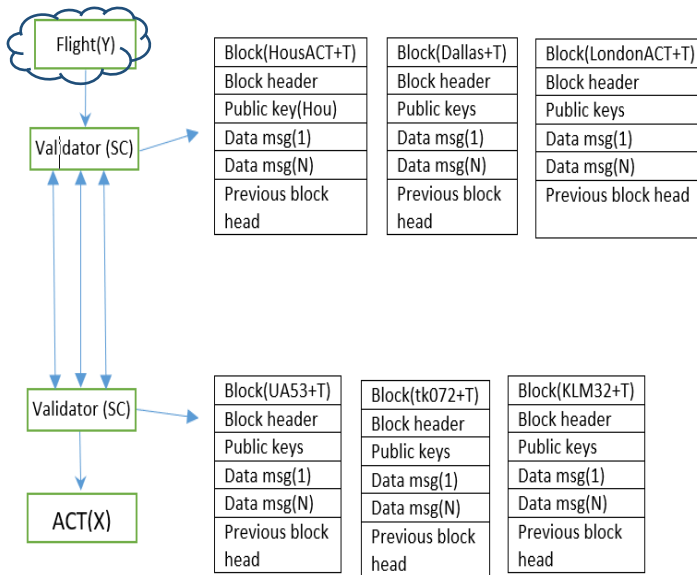 Flight(Y)
Validator (SC)
Block(HousACT+T)
Block header
Public key(Hou)
Data msg(1)
Data msg(N)
Previous block
head
Block(Dallas+T)
Block header
Public keys
Data msg(1)
Data msg(N)
Previous block
head
Block(LondonACT+T)
Block header
Public keys
Data msg(1)
Data msg(N)
Previous block head
Validator (SC)
ACT(X)
Block(UA53+T)
Block header
Public keys
Data msg(1)
Data msg(N)
Previous block
head
Block(tk072+T)
Block header
Public keys
Data msg(1)
Data msg(N)
Previous block
head
Block(KLM32+T)
Block header
Public keys
Data msg(1)
Data msg(N)
Previous block
head